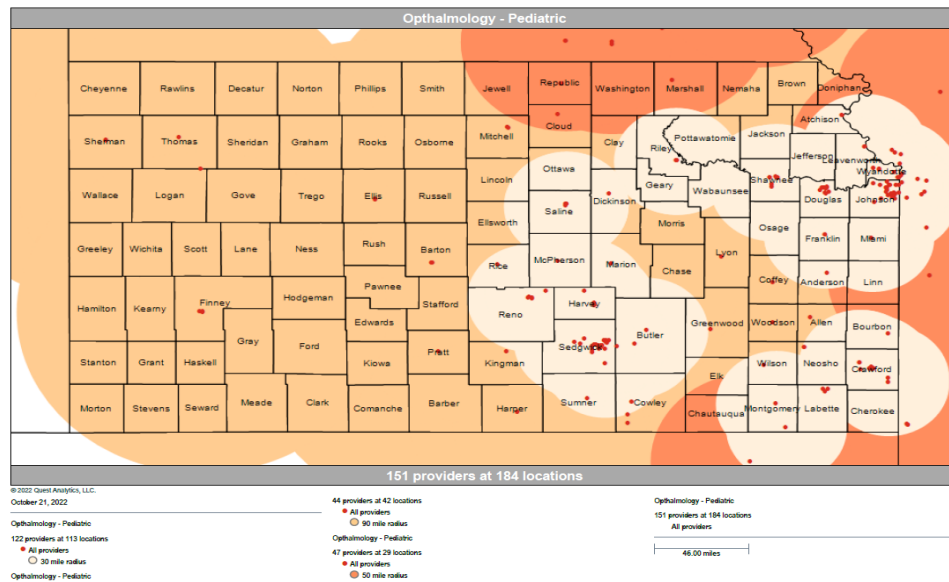 Opthalmology - Pediatric
Cheyenne Rawlins Decatur Norton Phillips Smith Jewell Republic Washington Marshall Nemaha Brown Doniphan
Atchison
Sherman Thomas Sheridan Graham Rooks Osborne Mitchell Cloud Clay Riley Pottawatomie Jackson
Jefferson Leavenworth
Wyandotte
Wallace Logan Gove Trego Ellis Russell Lincoln Ottawa Geary Wabaunsee Shawnee Douglas Johnson
Ellsworth Saline Dickinson Morris Osage
Greeley Wichita Scott Lane Ness Rush Barton Rice McPherson Marion Chase Lyon Franklin Miami
Pawnee
Hamilton Kearny Finney Hodgeman Stafford Reno Harvey Coffey Anderson Linn
Gray Ford Edwards Sedgwick Butler Greenwood Woodson Allen Bourbon
Stanton Grant Haskell Kiowa Pratt Kingman Elk Wilson Neosho Crawford
Morton Stevens Seward Meade Clark Comanche Barber Harper Sumner Cowley Chautauqua Montgomery Labette Cherokee
151 providers at 184 locations
© 2022 Quest Analytics, LLC.
October 21, 2022
Opthalmology - Pediatric
122 providers at 113 locations
All providers
30 mile radius
Opthalmology - Pediatric
44 providers at 42 locations
All providers
90 mile radius
Opthalmology - Pediatric
47 providers at 29 locations
All providers
50 mile radius
Opthalmology - Pediatric
151 providers at 184 locations
All providers
46.00 miles